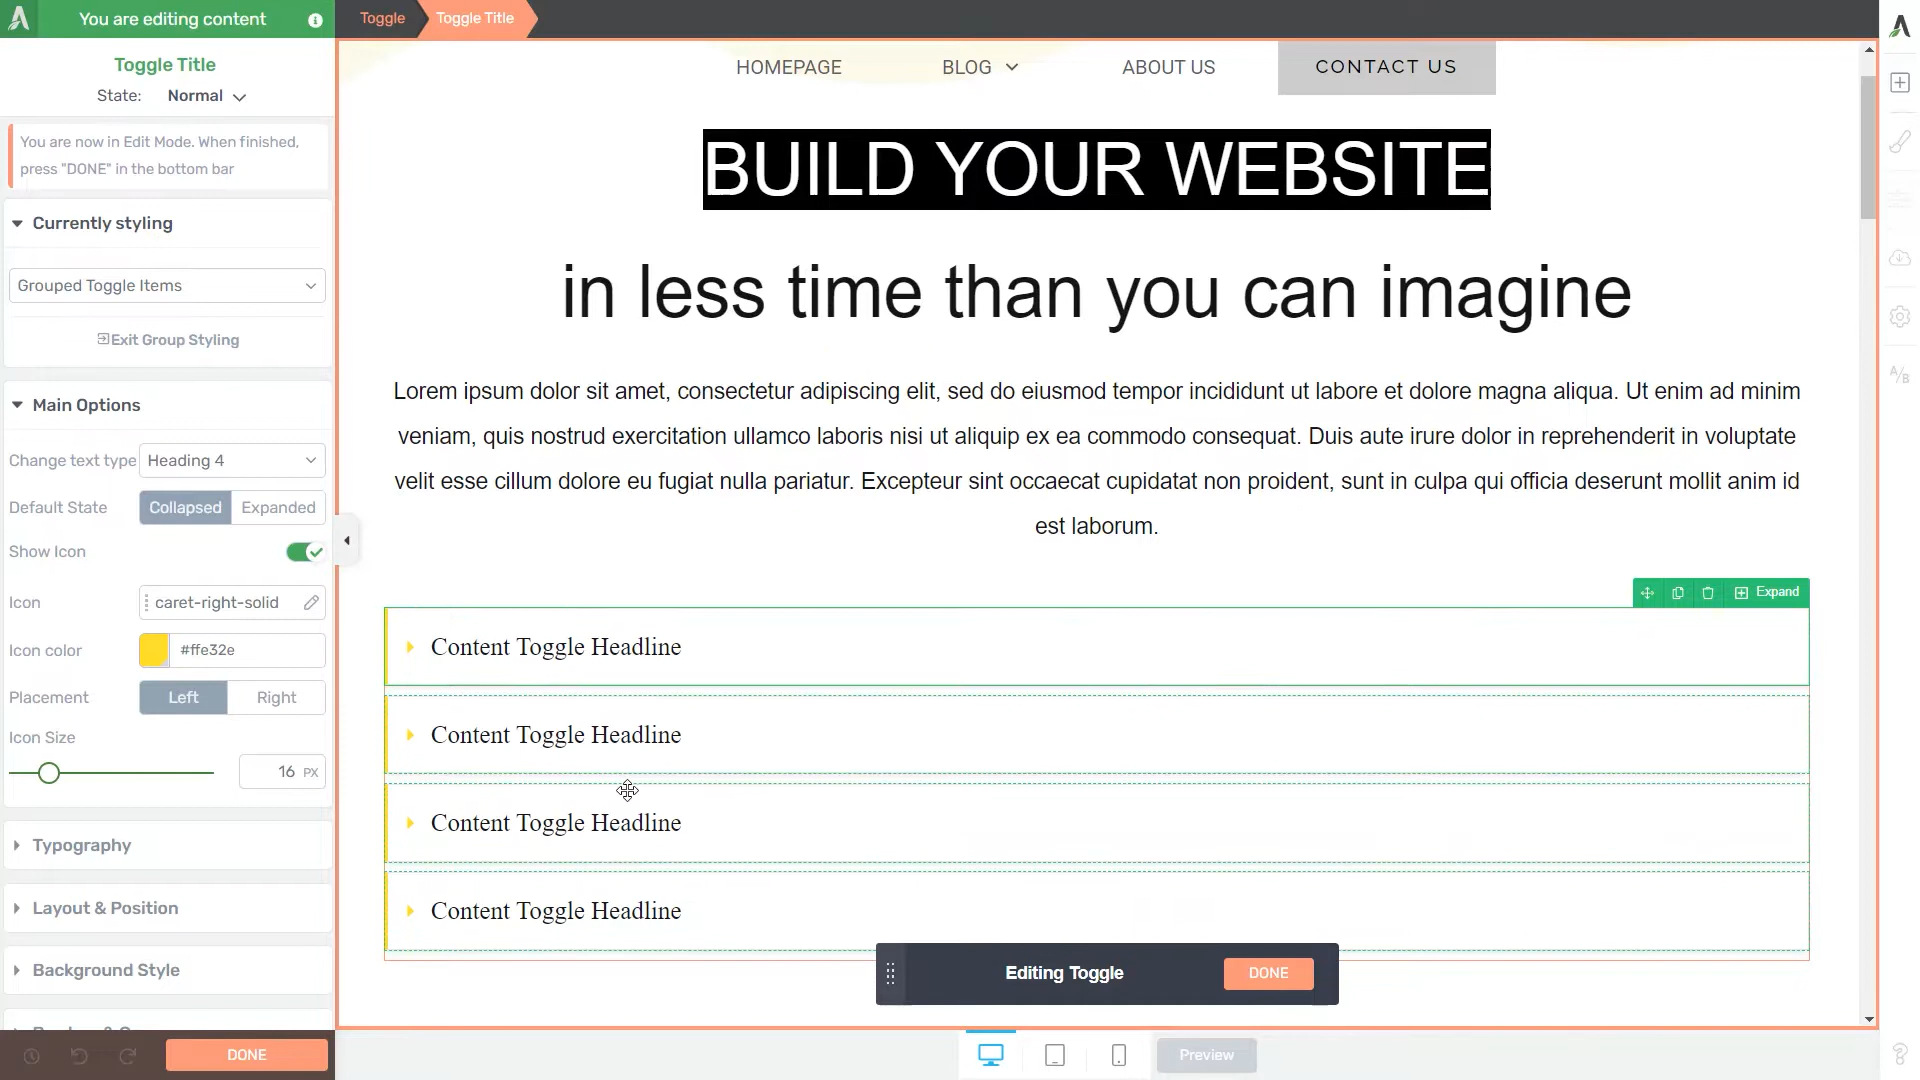 You are editing content
Toggle
Toggle Title
Toggle Title
State: Normal
You are now in Edit Mode. When finished,
press "DONE" in the bottom bar
Currently styling
Grouped Toggle Items
Exit Group Styling
Main Options
Change text type Heading 4
Default State Collapsed Expanded
Show Icon
Icon caret-right-solid
Icon color #ffe32e
Placement Left Right
Icon Size
16 PX
Typography
Layout & Position
Background Style
DONE
HOMEPAGE BLOG ABOUT US CONTACT US
BUILD YOUR WEBSITE
in less time than you can imagine
Lorem ipsum dolor sit amet, consectetur adipiscing elit, sed do eiusmod tempor incididunt ut labore et dolore magna aliqua. Ut enim ad minim
veniam, quis nostrud exercitation ullamco laboris nisi ut aliquip ex ea commodo consequat. Duis aute irure dolor in reprehenderit in voluptate
velit esse cillum dolore eu fugiat nulla pariatur. Excepteur sint occaecat cupidatat non proident, sunt in culpa qui officia deserunt mollit anim id
est laborum.
Expand
Content Toggle Headline
Content Toggle Headline
Content Toggle Headline
Content Toggle Headline
Editing Toggle DONE
Preview
A/B